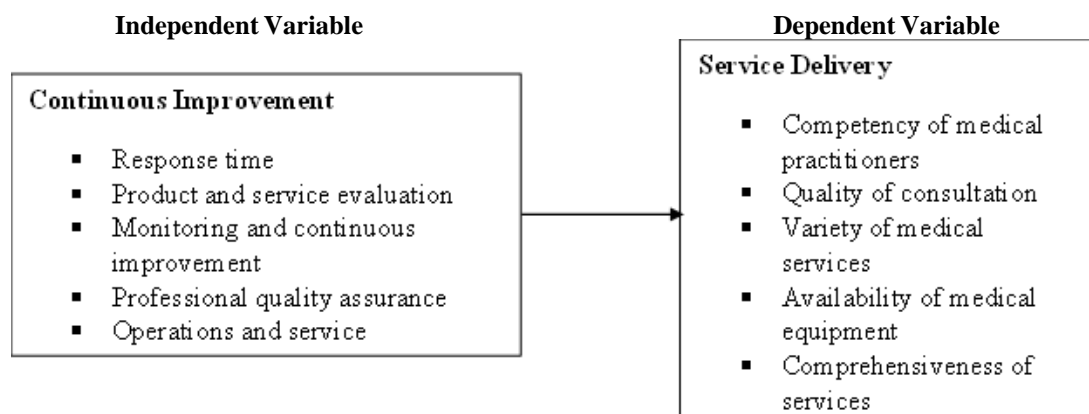 Independent Variable
Continuous Improvement
▪ Response time
▪ Product and service evaluation
▪ Monitoring and continuous
improvement
▪ Professional quality assurance
▪ Operations and service
Dependent Variable
Service Delivery
▪ Competency of medical
practitioners
▪ Quality of consultation
▪ Variety of medical
services
▪ Availability of medical
equipment
▪ Comprehensiveness of
services